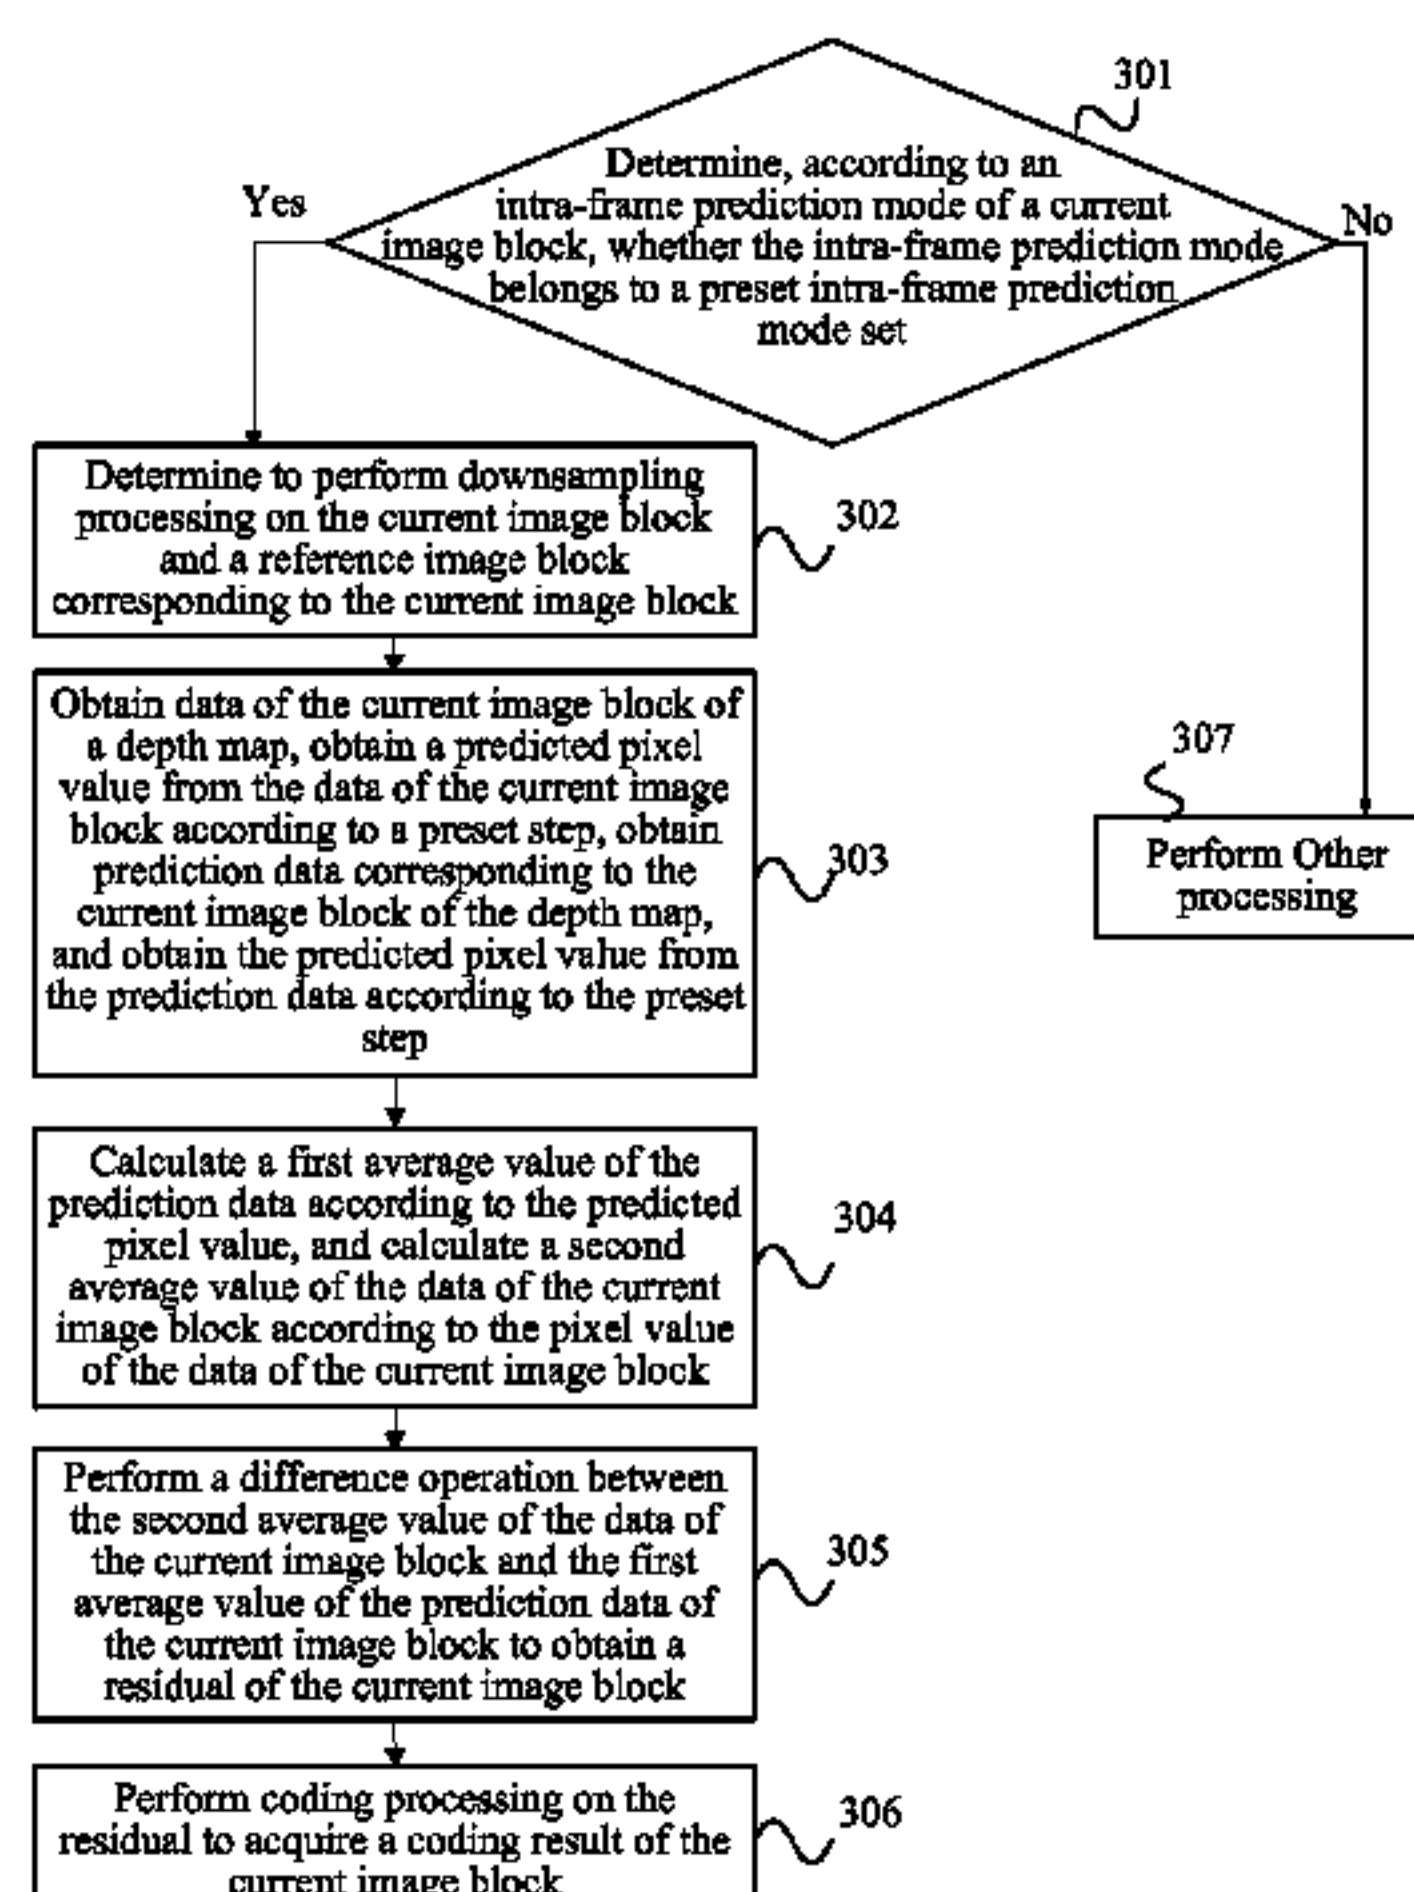 301
Determine, according to an
intra-frame prediction mode of a current
image block, whether the intra-frame prediction mode
belongs to a preset intra-frame prediction
mode set
Yes
No
Determine to perform downsampling
processing on the current image block
and a reference image block
corresponding to the current image block
302
Obtain data of the current image block of
a depth map, obtain a predicted pixel
value from the data of the current image
block according to a preset step, obtain
prediction data corresponding to the
current image block of the depth map,
and obtain the predicted pixel value from
the prediction data according to the preset
step
303
307
Perform Other
processing
Calculate a first average value of the
prediction data according to the predicted
pixel value, and calculate a second
average value of the data of the current
image block according to the pixel value
of the data of the current image block
304
Perform a difference operation between
the second average value of the data of
the current image block and the first
average value of the prediction data of
the current image block to obtain a
residual of the current image block
305
Perform coding processing on the
residual to acquire a coding result of the
current image block
306